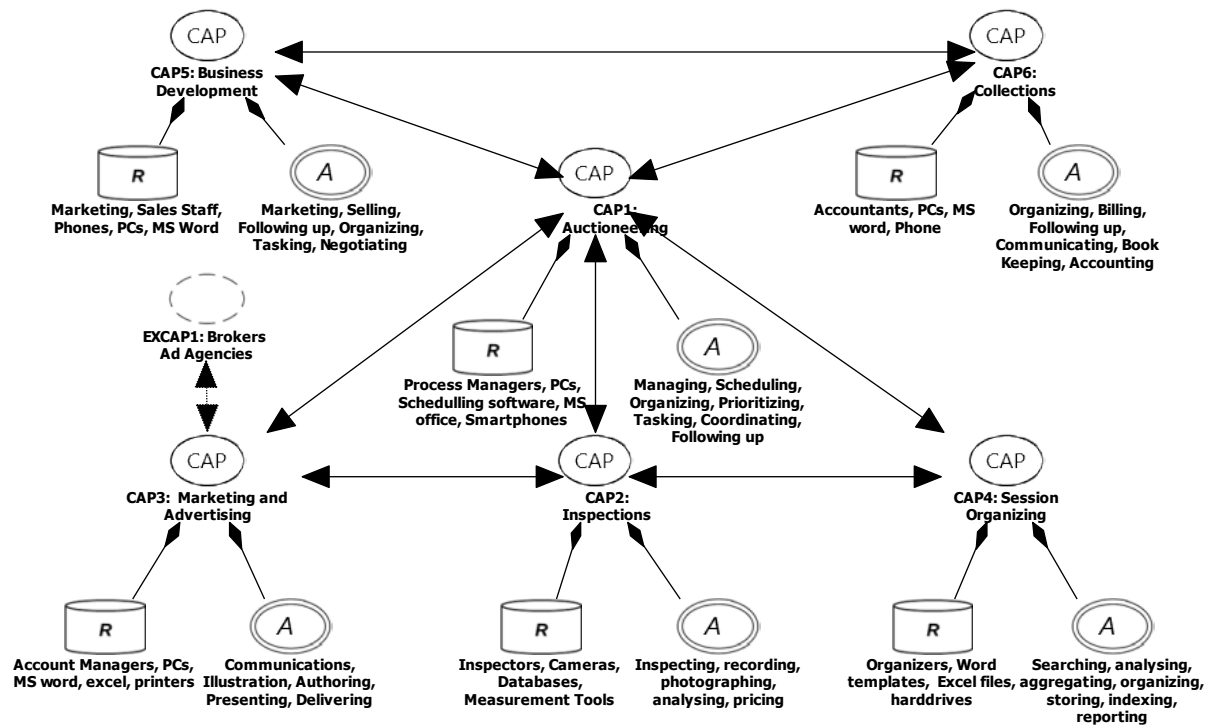 CAP
CAP5: Business
Development
R
Marketing, Sales Staff,
Phones, PCs, MS Word
A
Marketing, Selling,
Following up, Organizing,
Tasking, Negotiating
CAP
CAP6:
Collections
R
Accountants, PCs, MS
word, Phone
A
Organizing, Billing,
Following up,
Communicating, Book
Keeping, Accounting
CAP
CAP1:
Auctioneering
R
Process Managers, PCs,
Schedulling software, MS
office, Smartphones
A
Managing, Scheduling,
Organizing, Prioritizing,
Tasking, Coordinating,
Following up
EXCAP1: Brokers
Ad Agencies
CAP
CAP3: Marketing and
Advertising
R
Account Managers, PCs,
MS word, excel, printers
A
Communications,
Illustration, Authoring,
Presenting, Delivering
CAP
CAP2:
Inspections
R
Inspectors, Cameras,
Databases,
Measurement Tools
A
Inspecting, recording,
photographing,
analysing, pricing
CAP
CAP4: Session
Organizing
R
Organizers, Word
templates, Excel files,
harddrives
A
Searching, analysing,
aggregating, organizing,
storing, indexing,
reporting